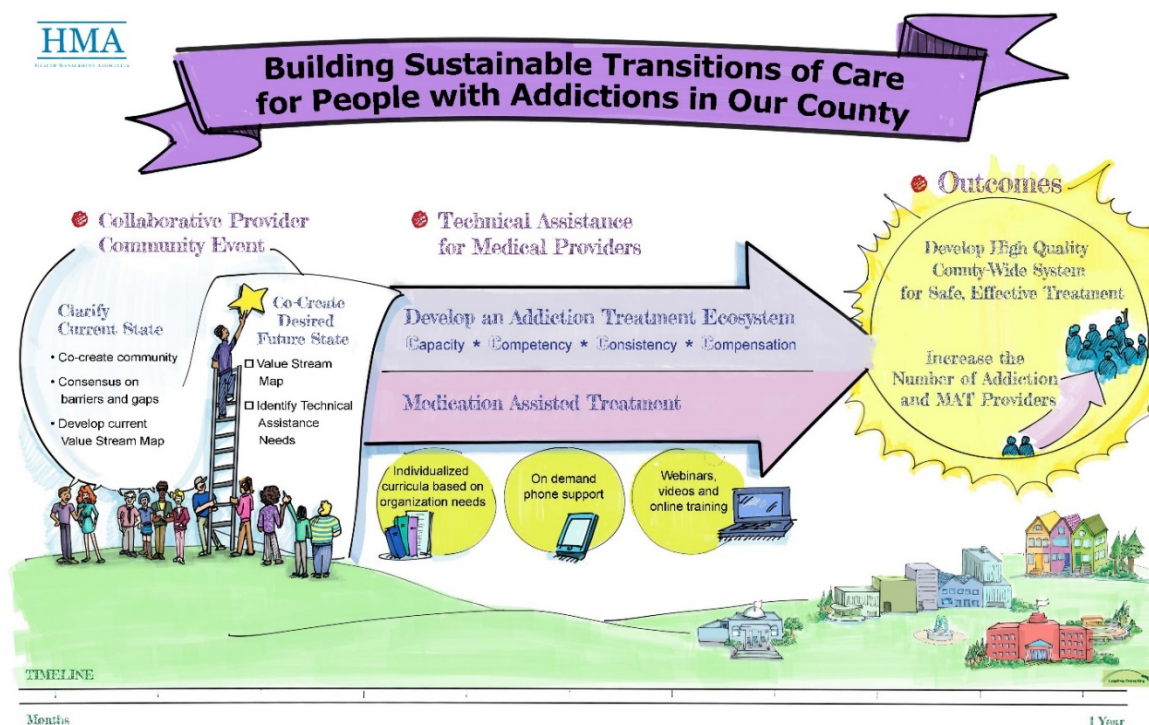 HMA
HEALTH MANAGEMENT ASSOCIATES
Building Sustainable Transitions of Care
for People with Addictions in Our County
Collaborative Provider
Community Event
Clarify
Current State
• Co-create community
• Consensus on
barriers and gaps
• Develop current
Value Stream Map
Co-Create
Desired
Future State
Value Stream
Map
Identify Technical
Assistance
Needs
Technical Assistance
for Medical Providers
Develop an Addiction Treatment Ecosystem
Capacity * Competency * Consistency * Compensation
Medication Assisted Treatment
Individualized
curricula based on
organization needs
On demand
phone support
Webinars,
videos and
online training
Outcomes
Develop High Quality
County-Wide System
for Safe, Effective Treatment
Increase the
Number of Addiction
and MAT Providers
TIMELINE
Months
1 Year